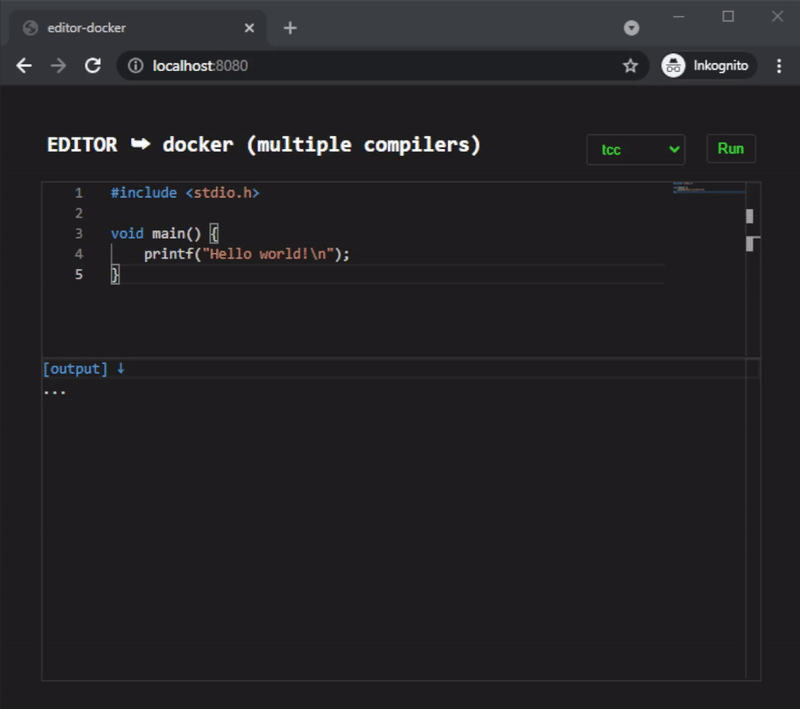 editor-docker
localhost:8080
Inkognito
EDITOR ➥ docker (multiple compilers)
tcc
Run
1 #include <stdio.h>
2
3 void main() {
4 printf("Hello world!\n");
5 }
[output] ↓
...